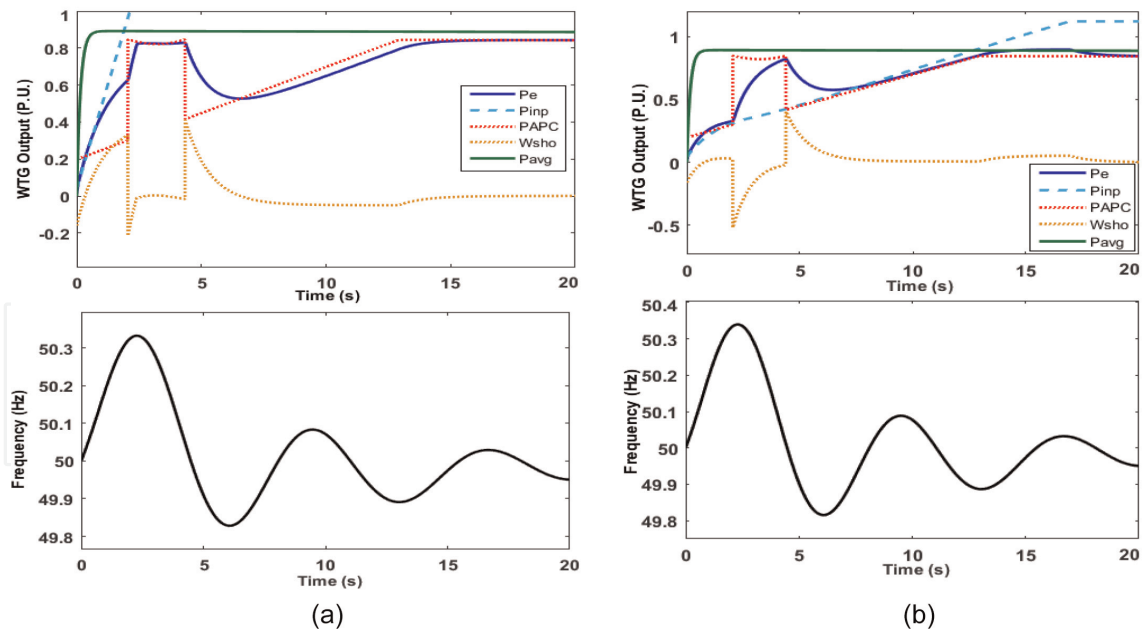 1
0.8
0.6
0.4
0.2
0
-0.2
WTG Output (P.U.)
Pe
Pinp
PAPC
Wsho
Pavg
0 5 10 15 20
Time (s)
50.3
50.2
50.1
50
49.9
49.8
Frequency (Hz)
0 5 10 15 20
Time (s)
(a)
1
0.5
0
-0.5
WTG Output (P.U.)
Pe
Pinp
PAPC
Wsho
Pavg
0 5 10 15 20
Time (s)
50.4
50.3
50.2
50.1
50
49.9
49.8
Frequency (Hz)
0 5 10 15 20
Time (s)
(b)